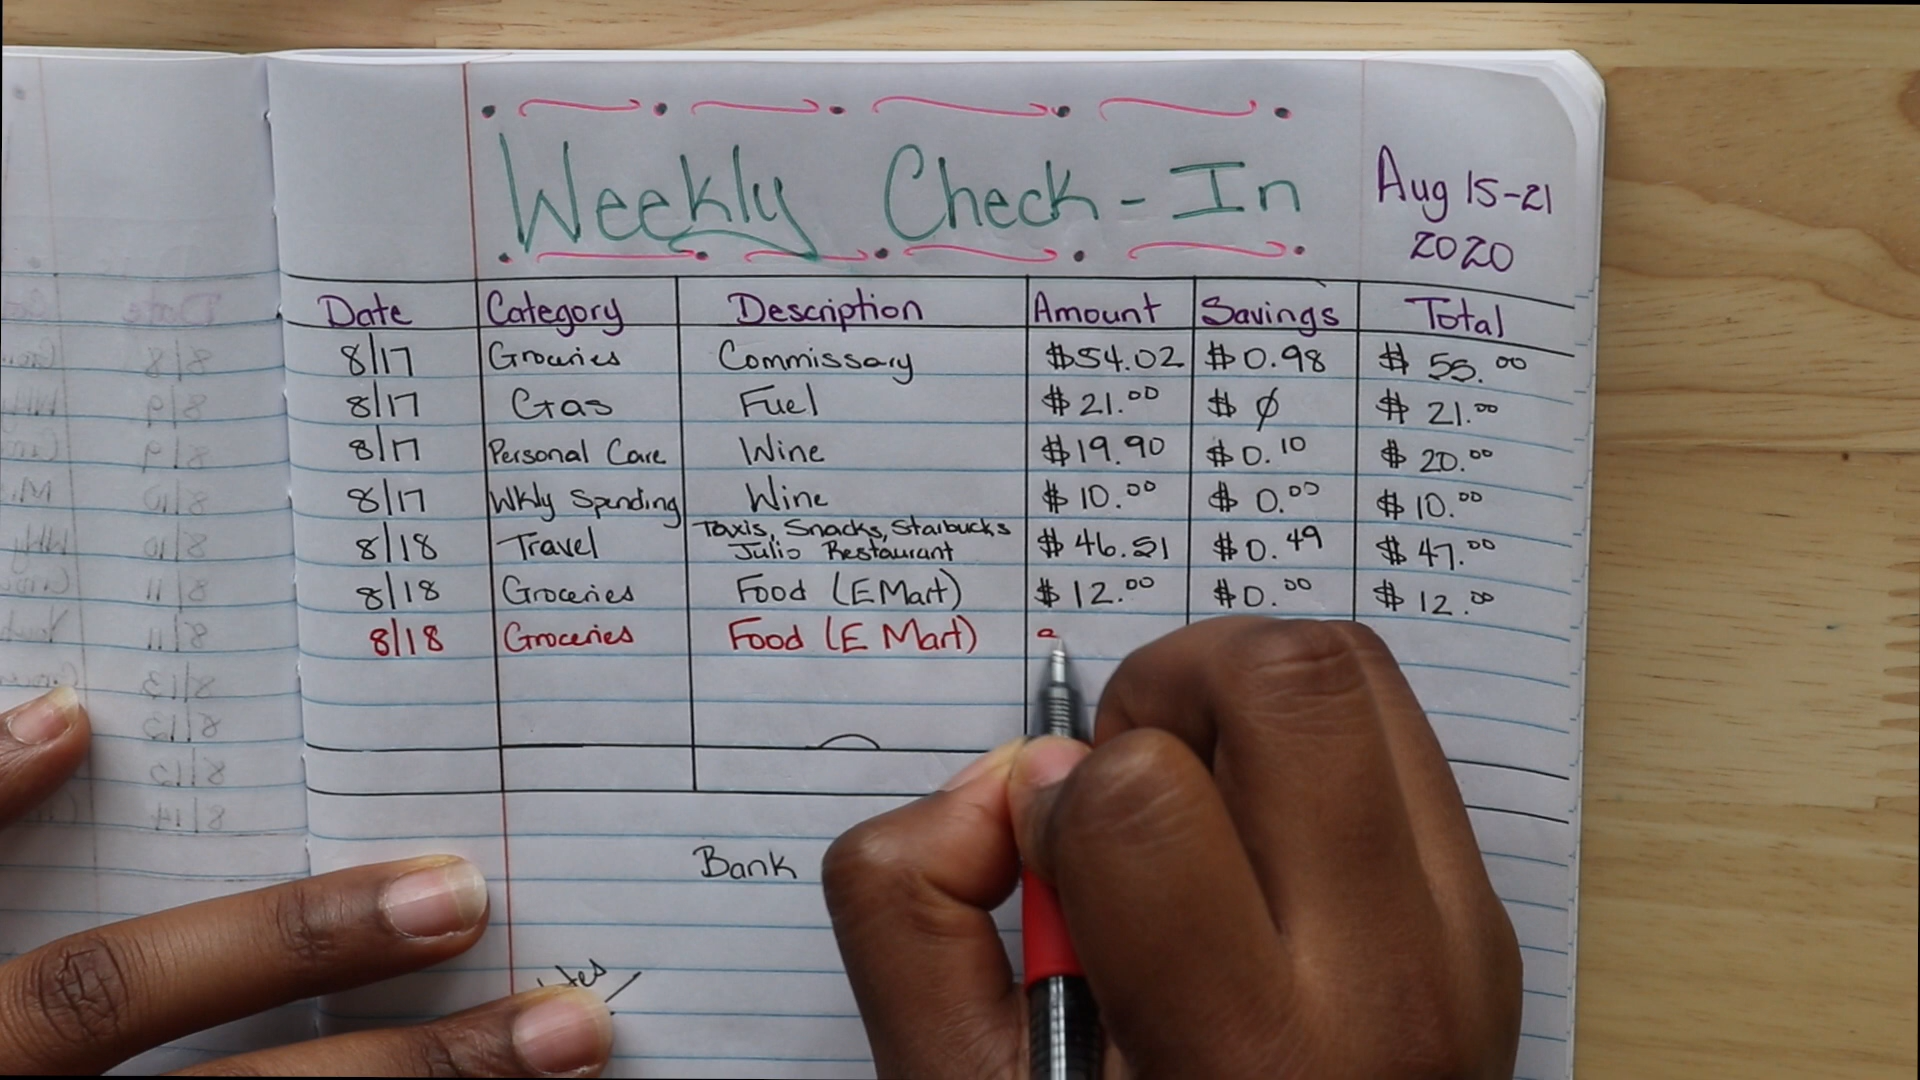 Weekly Check-In
Aug 15-21
2020
Date Category Description Amount Savings Total
8/17 Groceries Commissary $54.02 $0.98 $55.00
8/17 Gas Fuel $21.00 $ ∅ $21.00
8/17 Personal Care Wine $19.90 $0.10 $20.00
8/17 Wkly Spending Wine $10.00 $0.00 $10.00
8/18 Travel Taxis, Snacks, Starbucks $46.51 $0.49 $47.00
Julio Restaurant
8/18 Groceries Food (EMart) $12.00 $0.00 $12.00
8/18 Groceries Food (E Mart)
Bank